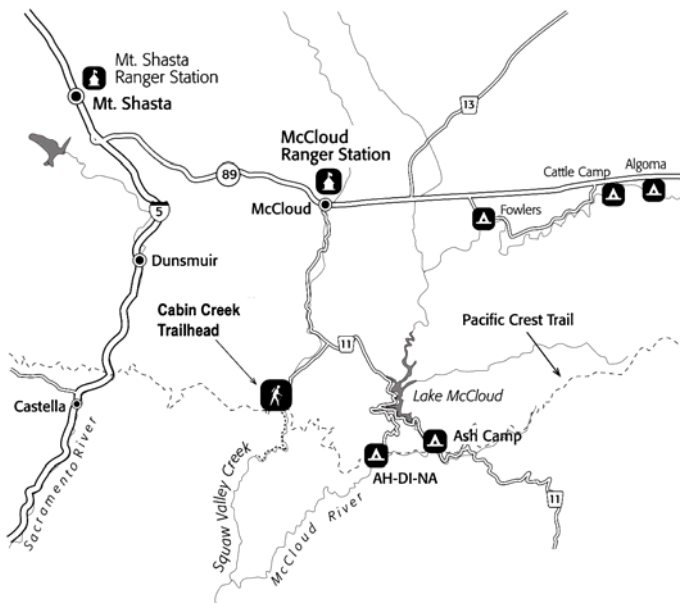 Mt. Shasta
Ranger Station
Mt. Shasta
McCloud
Ranger Station
13
89
Cattle Camp
Algoma
McCloud
Fowlers
5
Dunsmuir
Cabin Creek
Trailhead
Pacific Crest Trail
11
Lake McCloud
Castella
Ash Camp
AH-DI-NA
Sacramento River
Squaw Valley Creek
McCloud River
11